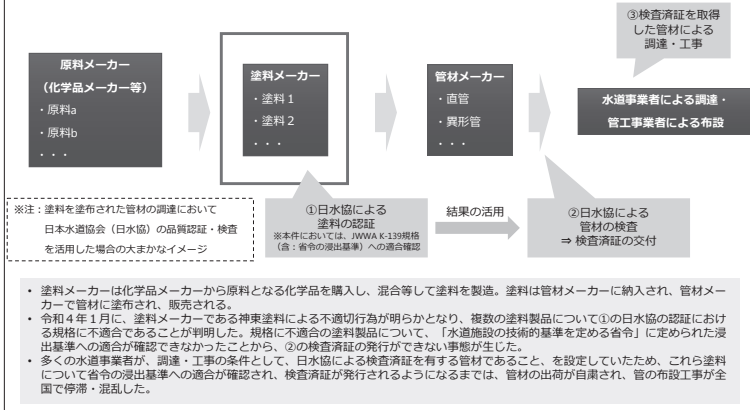 ③検査済証を取得
した管材による
調達・工事
原料メーカー
（化学品メーカー等）
・原料a
・原料b
・・・
塗料メーカー
・塗料１
・塗料２
・・・
管材メーカー
・直管
・異形管
・・・
水道事業者による調達・
管工事業者による布設
※注：塗料を塗布された管材の調達において
日本水道協会（日水協）の品質認証・検査
を活用した場合の大まかなイメージ
①日水協による
塗料の認証
※本件においては、JWWA K-139規格
（含：省令の浸出基準）への適合確認
結果の活用
②日水協による
管材の検査
⇒ 検査済証の交付
• 塗料メーカーは化学品メーカーから原料となる化学品を購入し、混合等して塗料を製造。塗料は管材メーカーに納入され、管材メー
カーで管材に塗布され、販売される。
• 令和４年１月に、塗料メーカーである神東塗料による不適切行為が明らかとなり、複数の塗料製品について①の日水協の認証におけ
る規格に不適合であることが判明した。規格に不適合の塗料製品について、「水道施設の技術的基準を定める省令」に定められた浸
出基準への適合が確認できなかったことから、②の検査済証の発行ができない事態が生じた。
• 多くの水道事業者が、調達・工事の条件として、日水協による検査済証を有する管材であること、を設定していたため、これら塗料
について省令の浸出基準への適合が確認され、検査済証が発行されるようになるまでは、管材の出荷が自粛され、管の布設工事が全
国で停滞・混乱した。